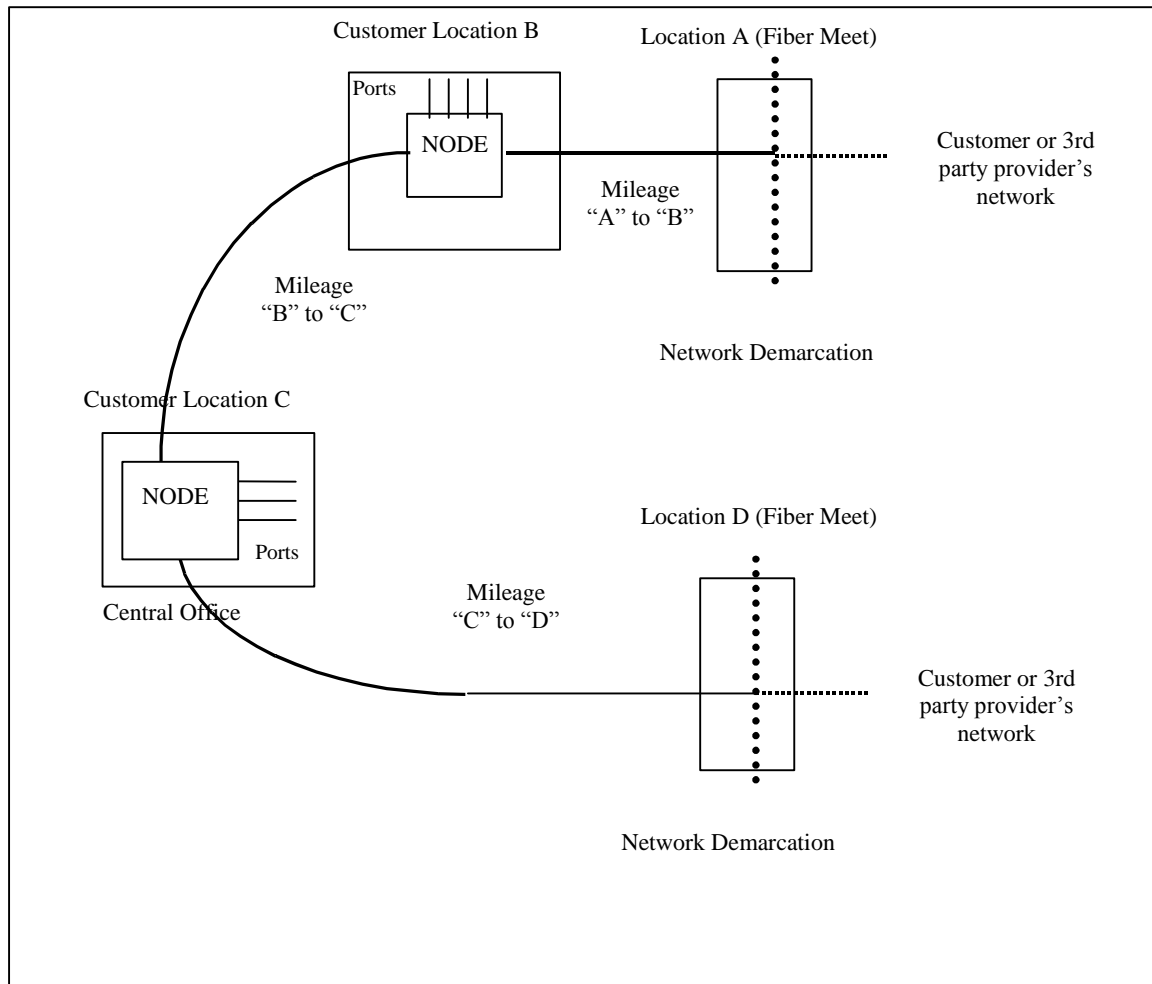 Customer Location B
Location A (Fiber Meet)
Ports
NODE
Customer or 3rd
party provider's
network
Mileage
“A” to “B”
Mileage
“B” to “C”
Network Demarcation
Customer Location C
NODE
Ports
Central Office
Location D (Fiber Meet)
Mileage
“C” to “D”
Customer or 3rd
party provider's
network
Network Demarcation